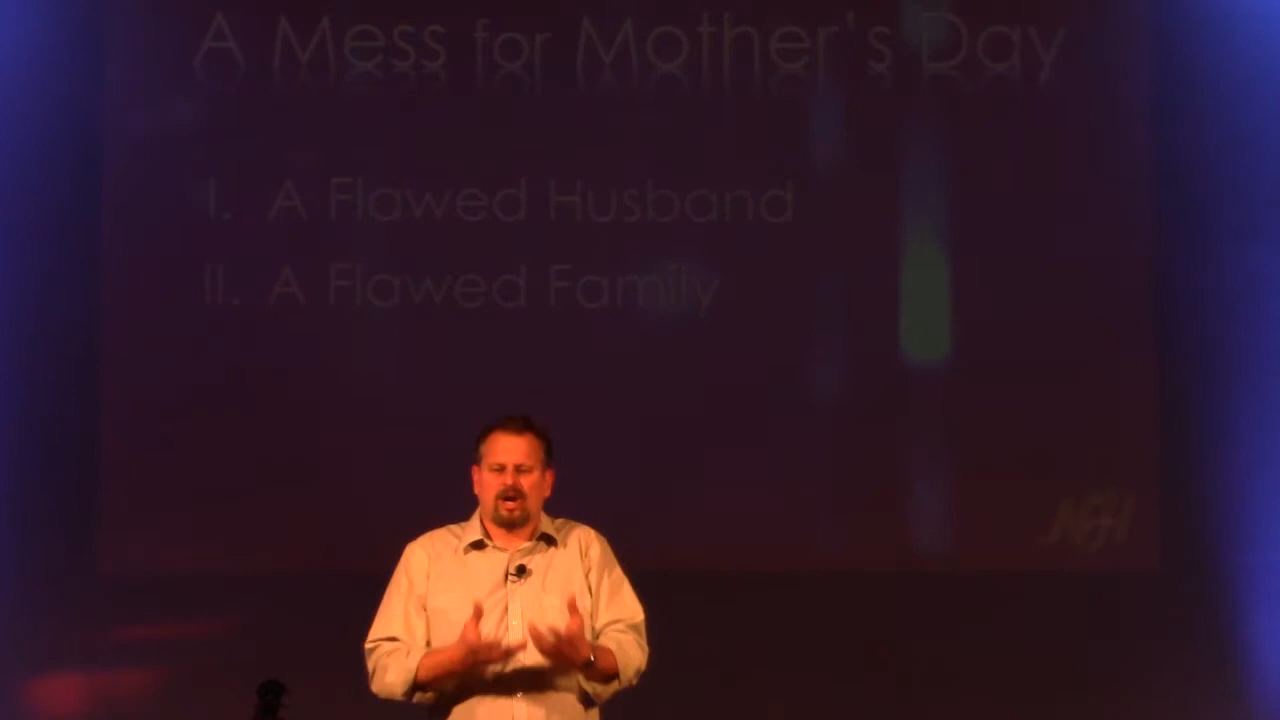 A Mess for Mother's Day
I. A Flawed Husband
II. A Flawed Family